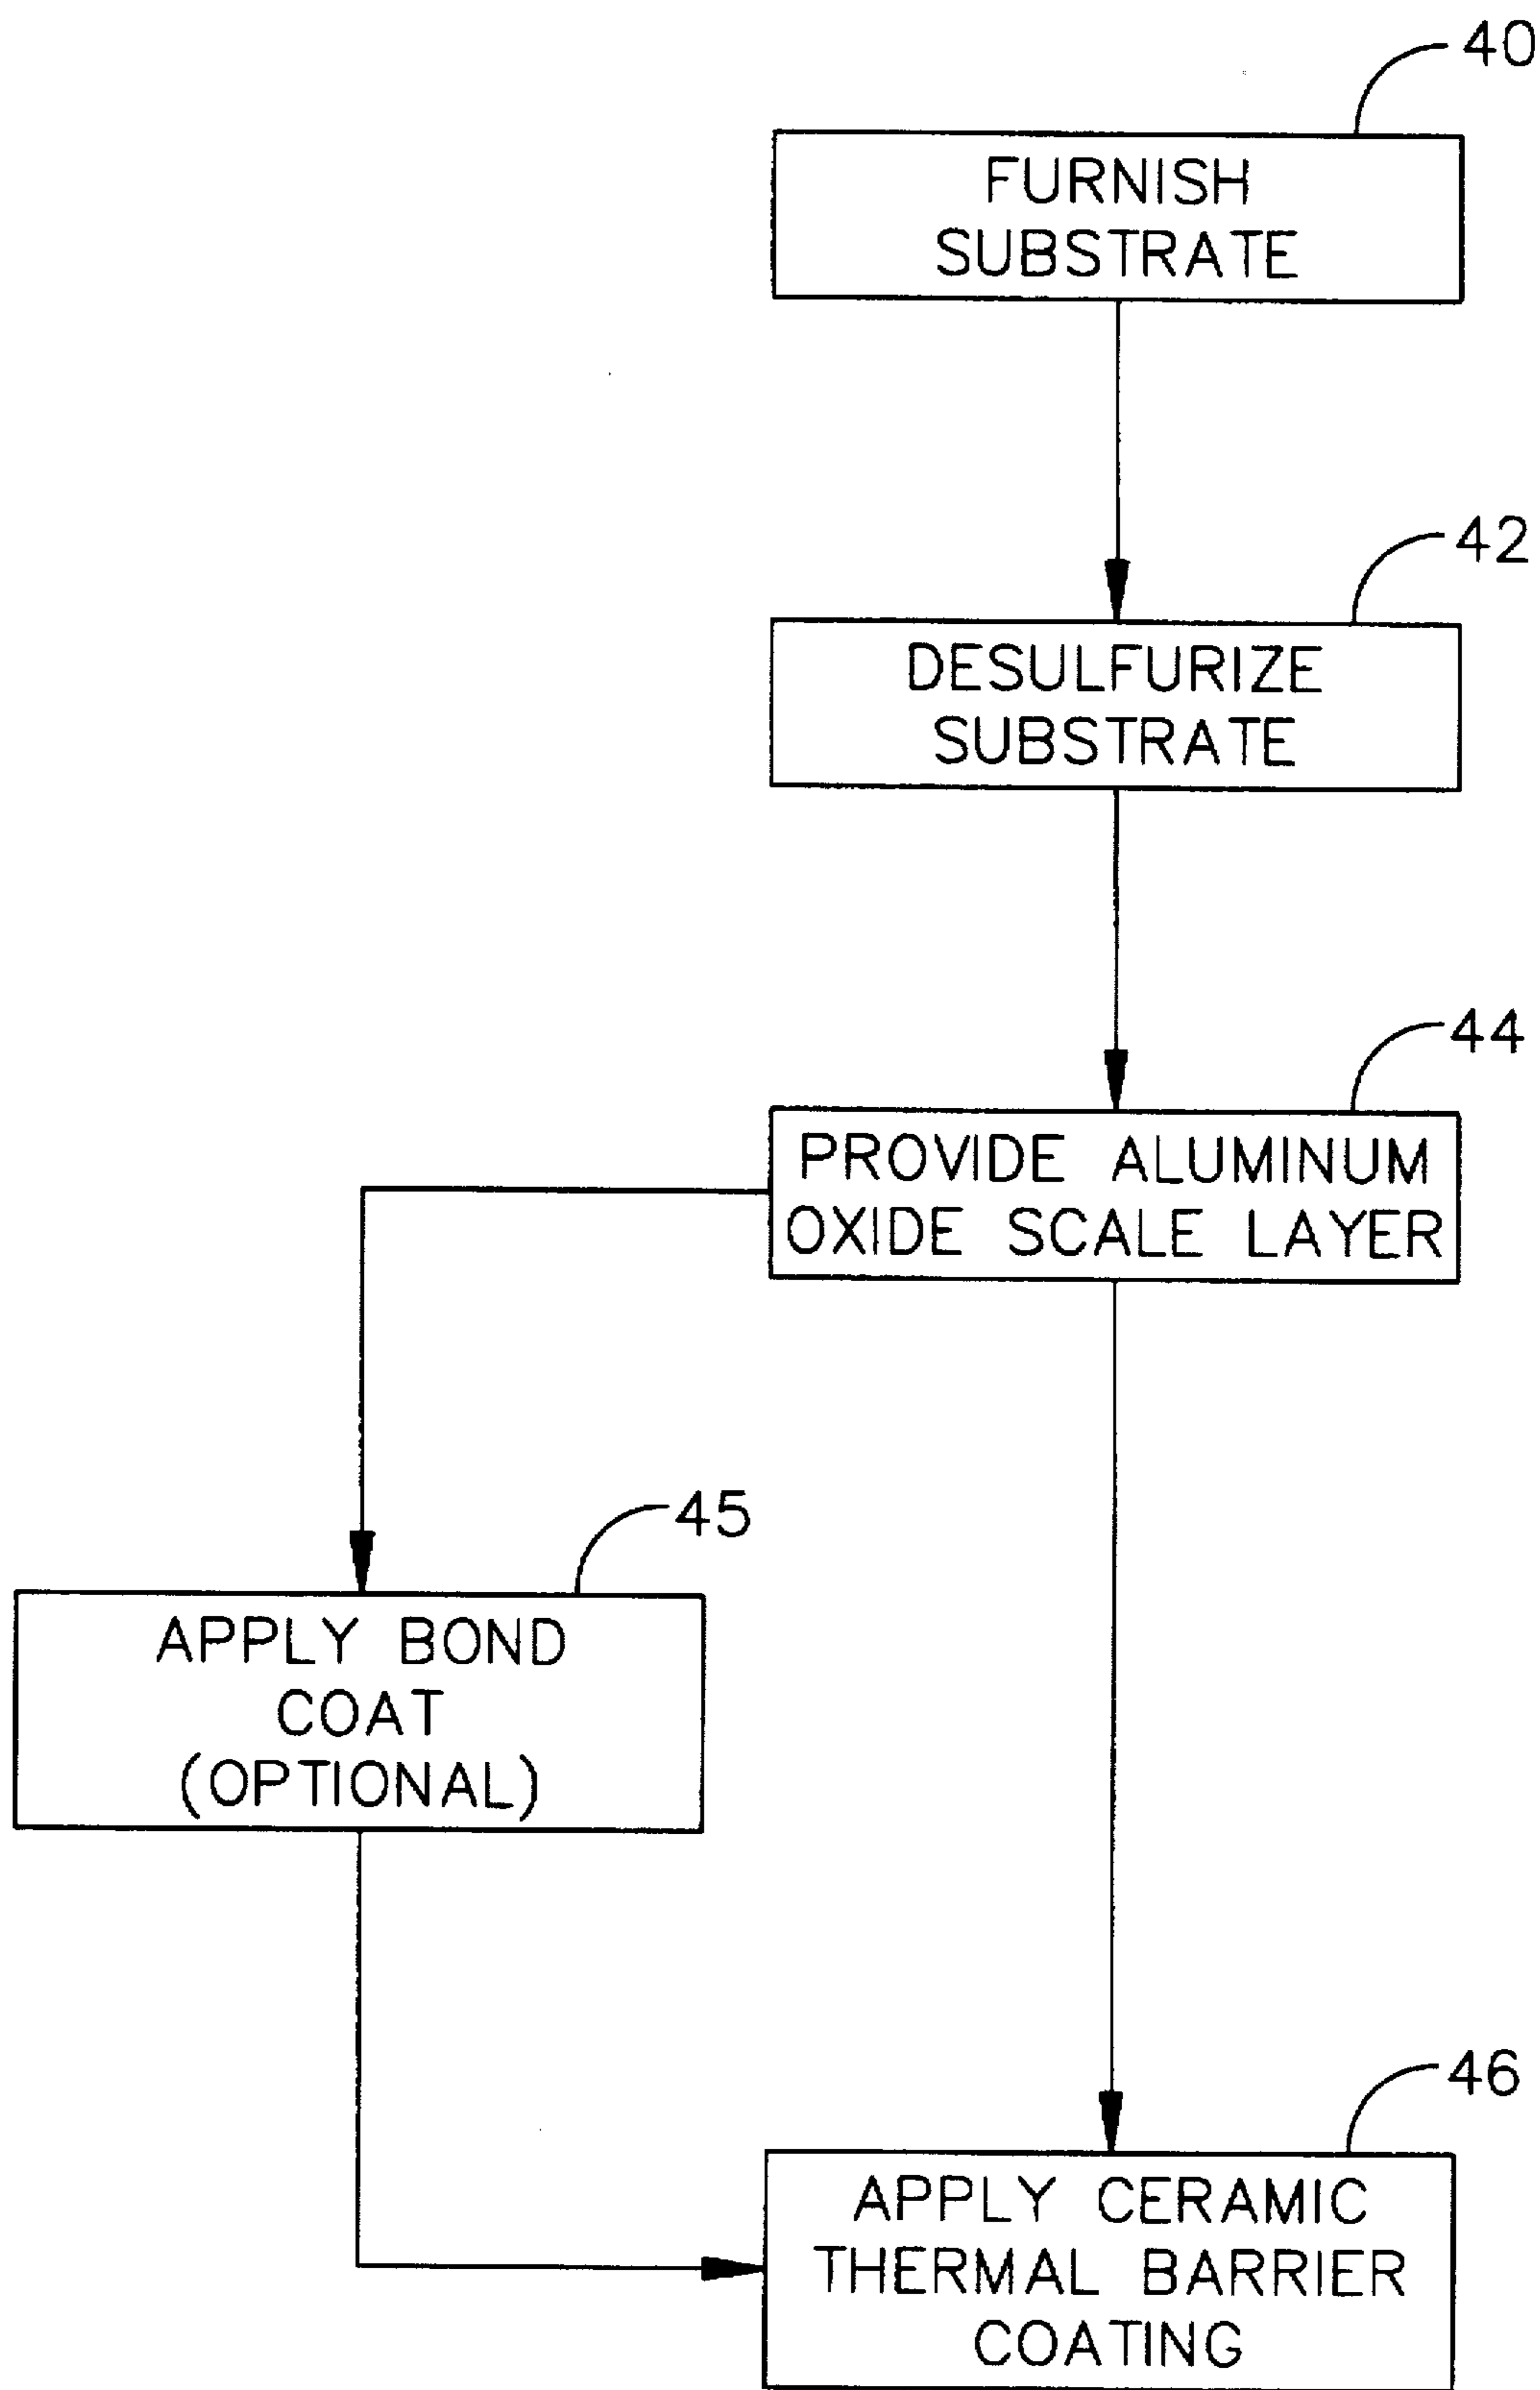 40
FURNISH
SUBSTRATE
42
DESULFURIZE
SUBSTRATE
44
PROVIDE ALUMINUM
OXIDE SCALE LAYER
45
APPLY BOND
COAT
(OPTIONAL)
46
APPLY CERAMIC
THERMAL BARRIER
COATING